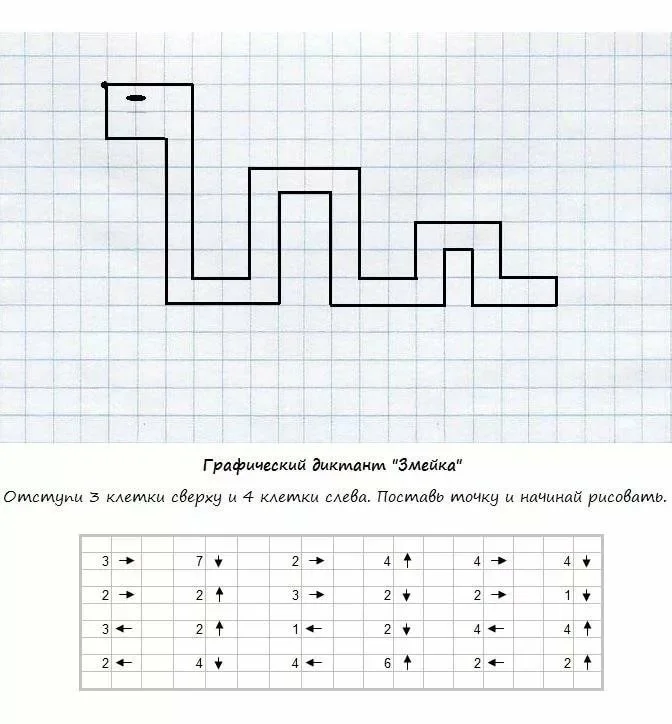 Графический диктант "Змейка"
Отступи 3 клетки сверху и 4 клетки слева. Поставь точку и начинай рисовать.
3 → 7 ↓ 2 → 4 ↑ 4 → 4 ↓
2 → 2 ↑ 3 → 2 ↓ 2 → 1 ↓
3 ← 2 ↑ 1 ← 2 ↓ 4 ← 4 ↑
2 ← 4 ↓ 4 ← 6 ↑ 2 ← 2 ↑